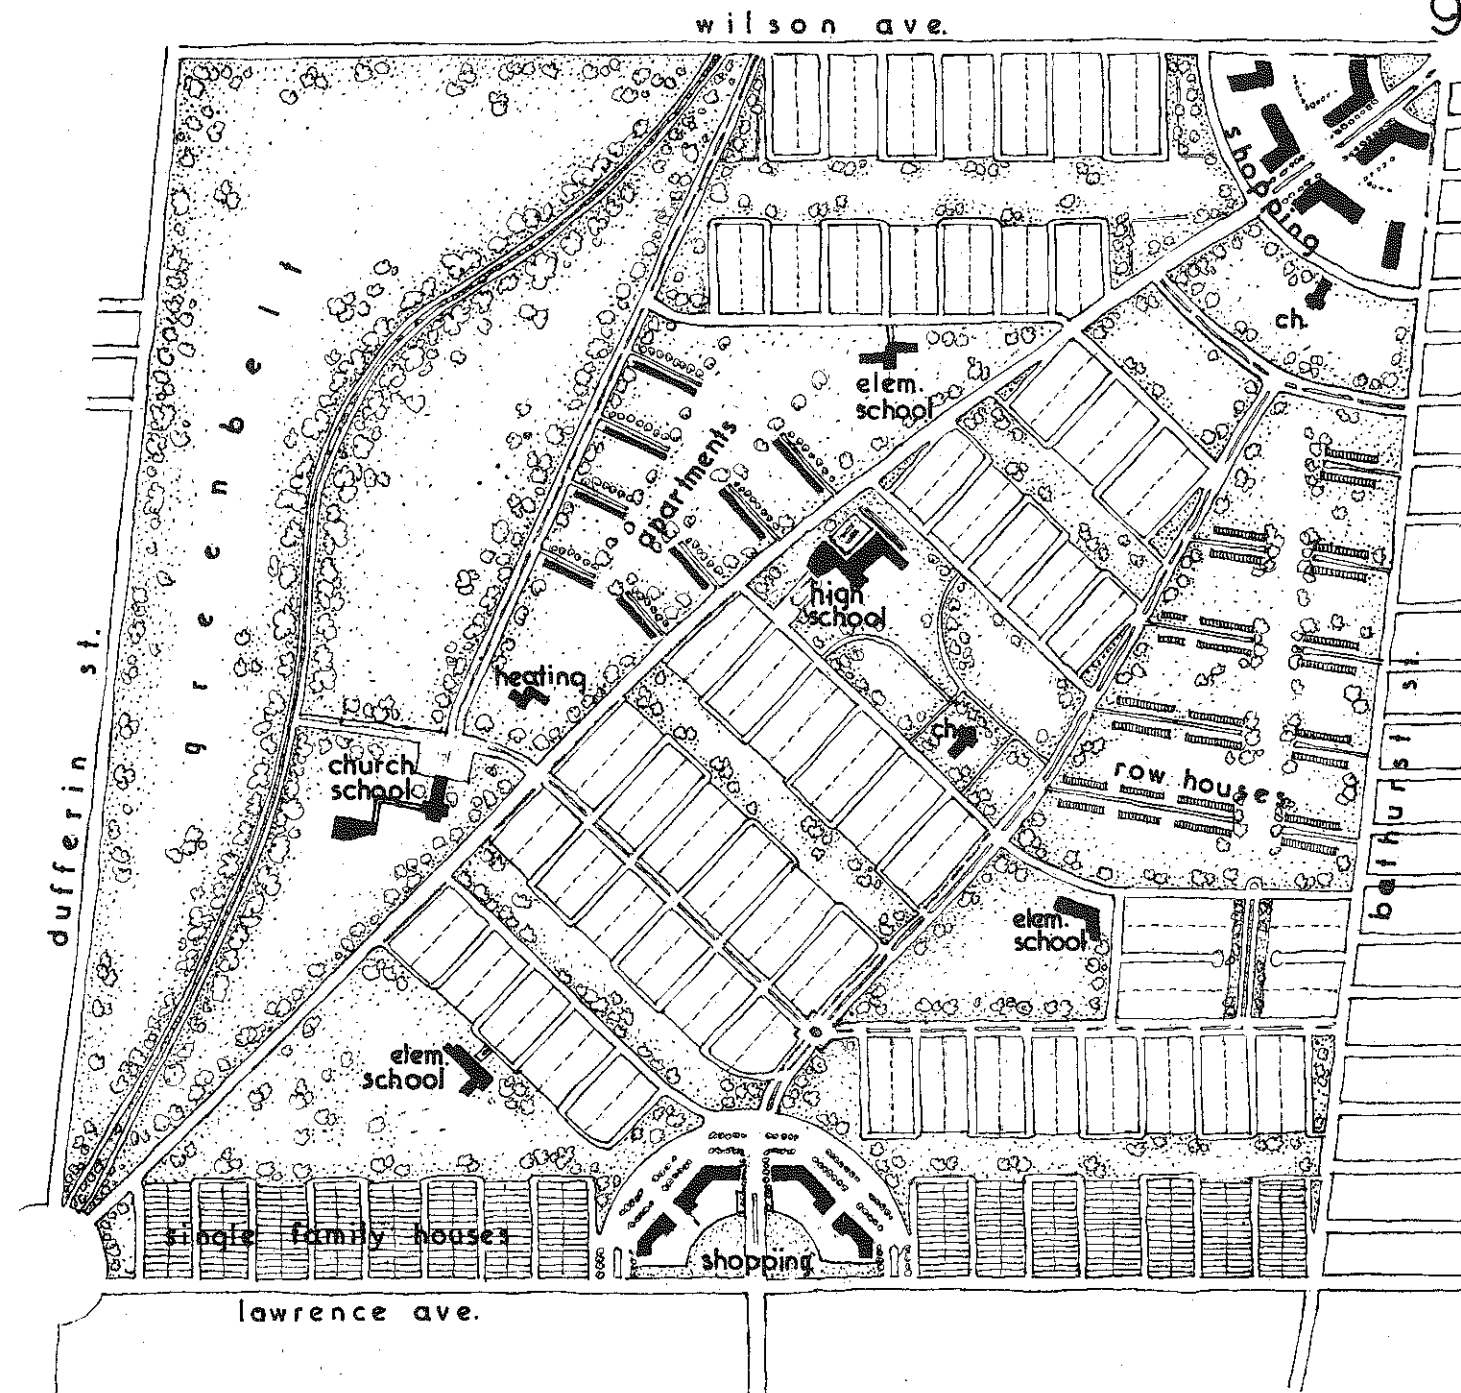 9
wilson ave.
shopping
ch.
greenbelt
elem.
school
apartments
high
school
heating
ch.
church
school
row houses
dufferin st.
bathurst st.
elem.
school
elem.
school
single family houses
shopping
lawrence ave.